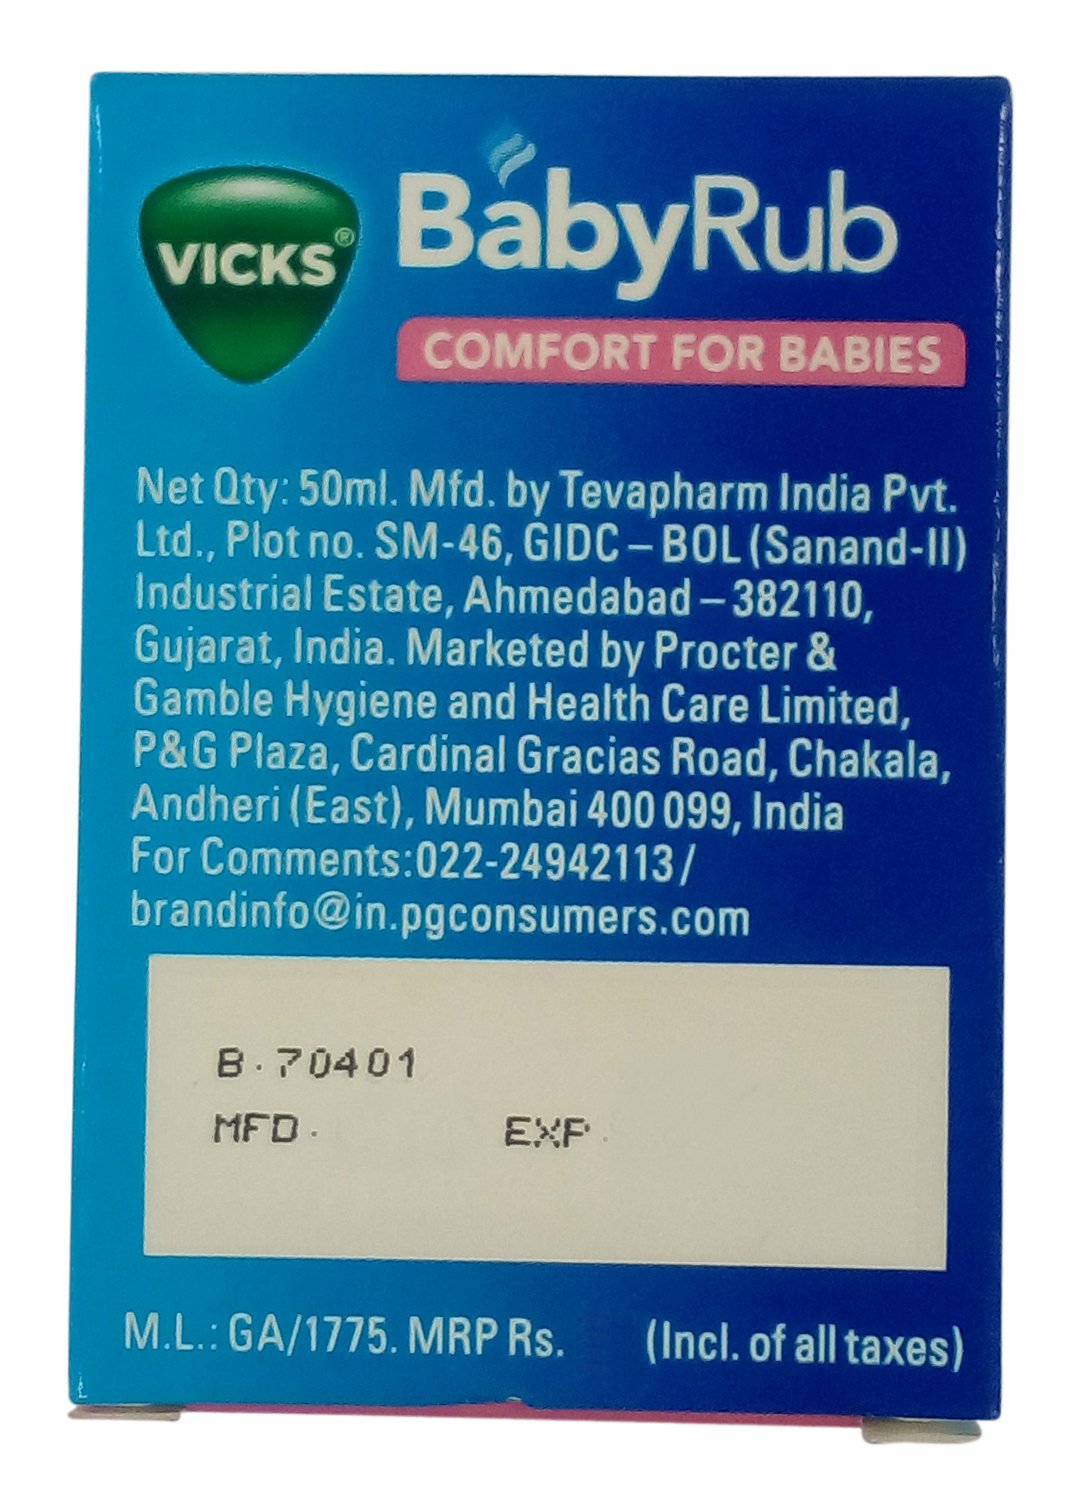 VICKS®
BabyRub
COMFORT FOR BABIES
Net Qty: 50ml. Mfd. by Tevapharm India Pvt.
Ltd., Plot no. SM-46, GIDC – BOL (Sanand-II)
Industrial Estate, Ahmedabad – 382110,
Gujarat, India. Marketed by Procter &
Gamble Hygiene and Health Care Limited,
P&G Plaza, Cardinal Gracias Road, Chakala,
Andheri (East), Mumbai 400 099, India
For Comments:022-24942113/
brandinfo@in.pgconsumers.com
B.70401
MFD. EXP.
M.L.: GA/1775. MRP Rs. (Incl. of all taxes)